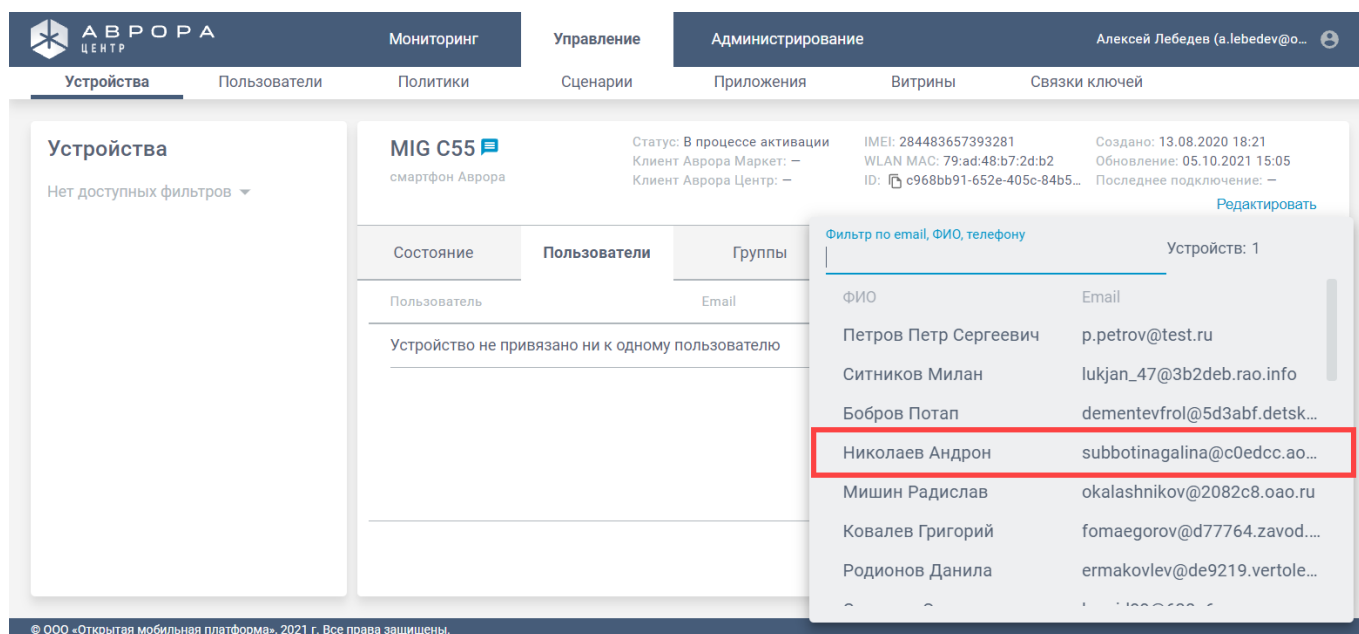 АВРОРА
ЦЕНТР
Мониторинг Управление Администрирование Алексей Лебедев (a.lebedev@o...
Устройства Пользователи Политики Сценарии Приложения Витрины Связки ключей
Устройства
Нет доступных фильтров
MIG C55
смартфон Аврора
Статус: В процессе активации
Клиент Аврора Маркет: —
Клиент Аврора Центр: —
IMEI: 284483657393281
WLAN MAC: 79:ad:48:b7:2d:b2
ID: c968bb91-652e-405c-84b5...
Создано: 13.08.2020 18:21
Обновление: 05.10.2021 15:05
Последнее подключение: —
Редактировать
Состояние Пользователи Группы
Пользователь Email
Устройство не привязано ни к одному пользователю
Фильтр по email, ФИО, телефону
Устройств: 1
ФИО Email
Петров Петр Сергеевич p.petrov@test.ru
Ситников Милан lukjan_47@3b2deb.rao.info
Бобров Потап dementevfrol@5d3abf.detsk...
Николаев Андрон subbotinagalina@c0edcc.ao...
Мишин Радислав okalashnikov@2082c8.oao.ru
Ковалев Григорий fomaegorov@d77764.zavod....
Родионов Данила ermakovlev@de9219.vertole...
© ООО «Открытая мобильная платформа», 2021 г. Все права защищены.